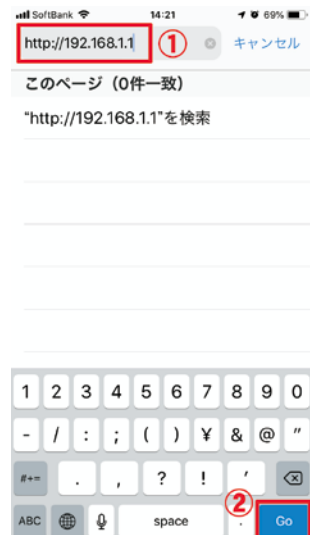 SoftBank 14:21 69%
http://192.168.1.1 ① キャンセル
このページ（0件一致）
“http://192.168.1.1”を検索
1 2 3 4 5 6 7 8 9 0
- / : ; ( ) ¥ & @ "
#+= . , ? ! ′
②
ABC space . Go